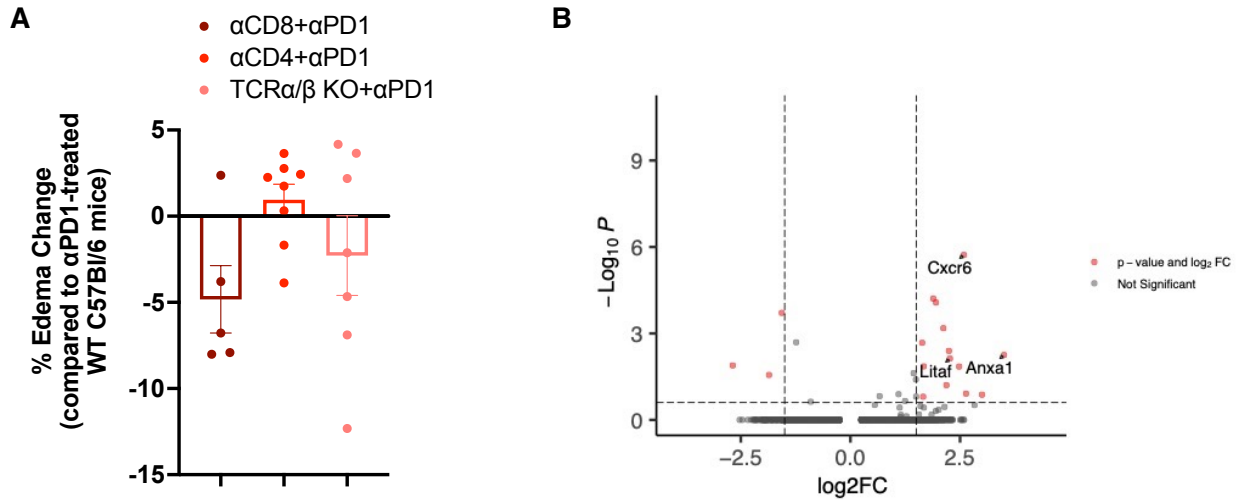 A
αCD8+αPD1
αCD4+αPD1
TCRα/β KO+αPD1
% Edema Change
(compared to αPD1-treated
WT C57Bl/6 mice)
5
0
-5
-10
-15
B
−Log10 P
9
6
3
0
Cxcr6
Litaf
Anxa1
−2.5
0.0
2.5
log2FC
p − value and log2 FC
Not Significant